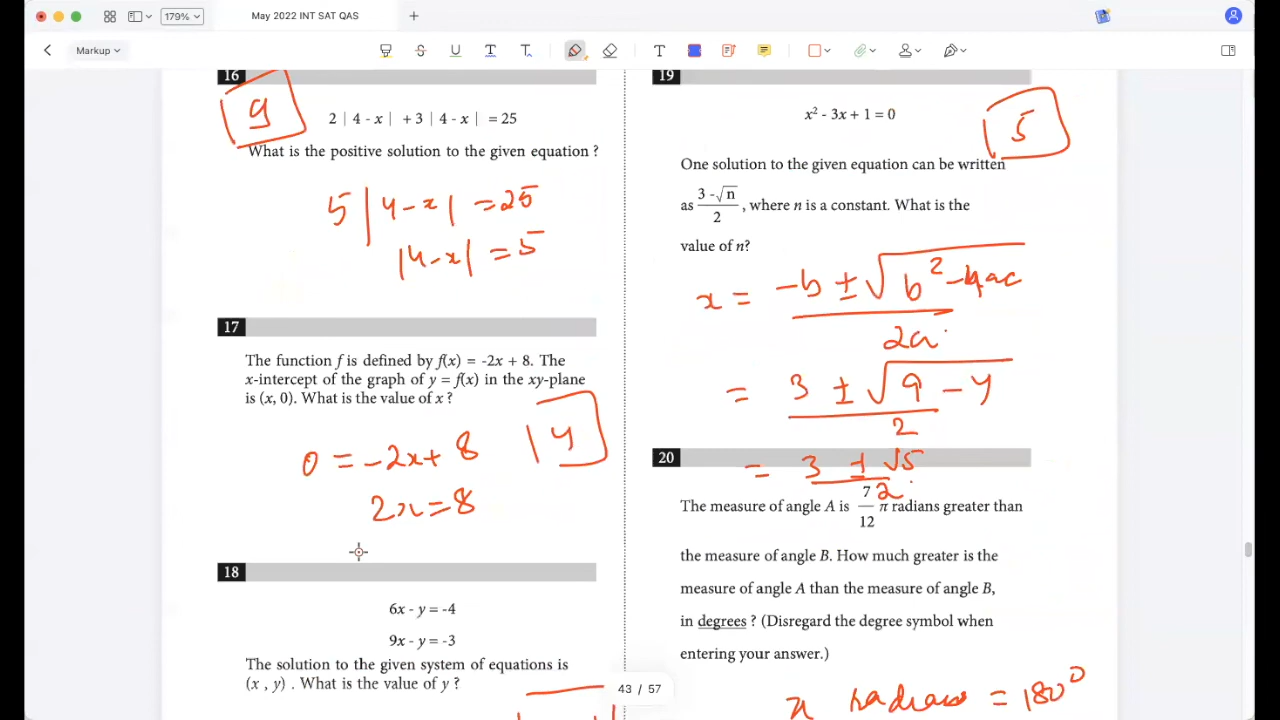 May 2022 INT SAT QAS
179%
Markup
16
9
2 | 4 - x | + 3 | 4 - x | = 25
What is the positive solution to the given equation ?
5 |4-x| = 25
|4-x| = 5
17
The function f is defined by f(x) = -2x + 8. The
x-intercept of the graph of y = f(x) in the xy-plane
is (x, 0). What is the value of x ?
4
0 = -2x + 8
2x = 8
18
6x - y = -4
9x - y = -3
The solution to the given system of equations is
(x , y) . What is the value of y ?
19
x² - 3x + 1 = 0
5
One solution to the given equation can be written
as (3 - √n)/2 , where n is a constant. What is the
value of n?
x = (-b ± √(b² - 4ac))/2a
= (3 ± √(9 - 4))/2
= (3 ± √5)/2
20
The measure of angle A is 7/12 π radians greater than
the measure of angle B. How much greater is the
measure of angle A than the measure of angle B,
in degrees ? (Disregard the degree symbol when
entering your answer.)
π radians = 180°
43 / 57